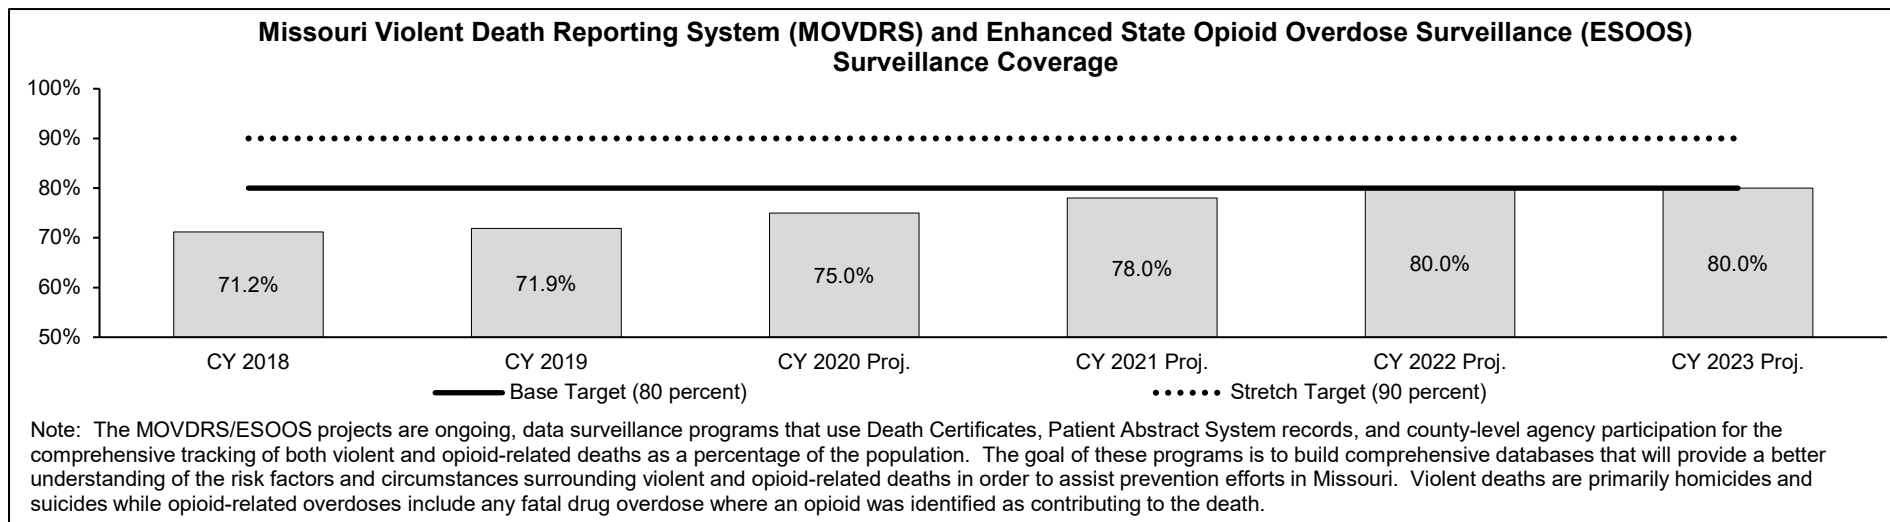 Missouri Violent Death Reporting System (MOVDRS) and Enhanced State Opioid Overdose Surveillance (ESOOS)
Surveillance Coverage
100%
90%
80%
70%
60%
50%
71.2%
71.9%
75.0%
78.0%
80.0%
80.0%
CY 2018
CY 2019
CY 2020 Proj.
CY 2021 Proj.
CY 2022 Proj.
CY 2023 Proj.
Base Target (80 percent)
Stretch Target (90 percent)
Note:  The MOVDRS/ESOOS projects are ongoing, data surveillance programs that use Death Certificates, Patient Abstract System records, and county-level agency participation for the
comprehensive tracking of both violent and opioid-related deaths as a percentage of the population.  The goal of these programs is to build comprehensive databases that will provide a better
understanding of the risk factors and circumstances surrounding violent and opioid-related deaths in order to assist prevention efforts in Missouri.  Violent deaths are primarily homicides and
suicides while opioid-related overdoses include any fatal drug overdose where an opioid was identified as contributing to the death.